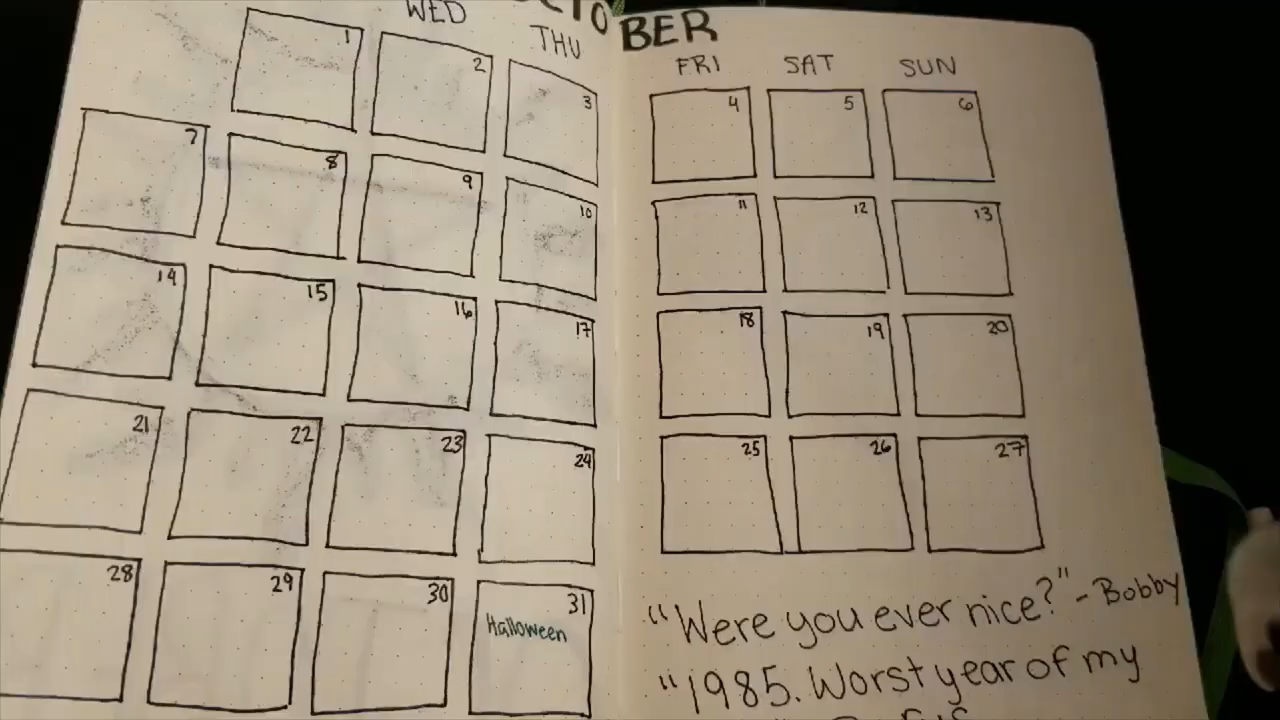 OCTOBER
WED THU FRI SAT SUN
1 2 3 4 5 6
7 8 9 10 11 12 13
14 15 16 17 18 19 20
21 22 23 24 25 26 27
28 29 30 31
Halloween
"Were you ever nice?" - Bobby
"1985. Worst year of my